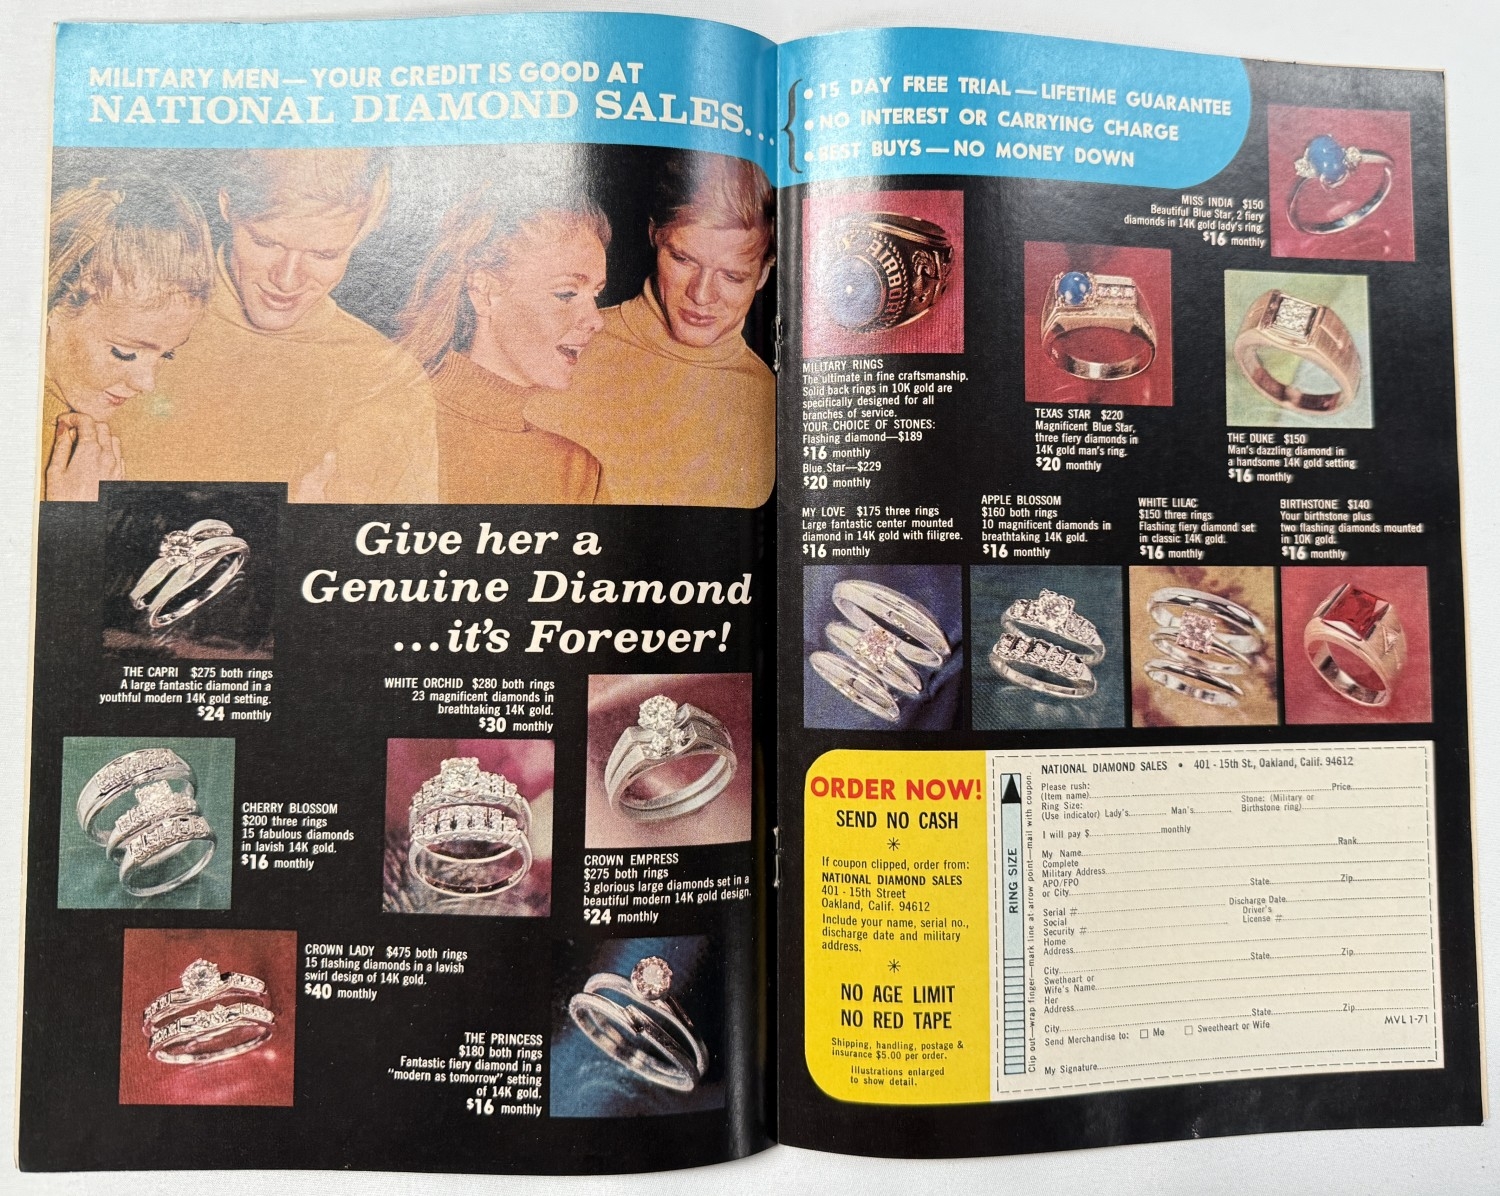 MILITARY MEN—YOUR CREDIT IS GOOD AT
NATIONAL DIAMOND SALES...
Give her a
Genuine Diamond
...it's Forever!
THE CAPRI $275 both rings
A large fantastic diamond in a
youthful modern 14K gold setting.
$24 monthly
WHITE ORCHID $280 both rings
23 magnificent diamonds in
breathtaking 14K gold.
$30 monthly
CHERRY BLOSSOM
$200 three rings
15 fabulous diamonds
in lavish 14K gold.
$16 monthly
CROWN EMPRESS
$275 both rings
3 glorious large diamonds set in a
beautiful modern 14K gold design.
$24 monthly
CROWN LADY $475 both rings
15 flashing diamonds in a lavish
swirl design of 14K gold.
$40 monthly
THE PRINCESS
$180 both rings
Fantastic fiery diamond in a
"modern as tomorrow" setting
of 14K gold.
$16 monthly
• 15 DAY FREE TRIAL — LIFETIME GUARANTEE
• NO INTEREST OR CARRYING CHARGE
• BEST BUYS — NO MONEY DOWN
MISS INDIA $150
Beautiful Blue Star, 2 fiery
diamonds in 14K gold lady's ring.
$16 monthly
MILITARY RINGS
The ultimate in fine craftsmanship.
Solid back rings in 10K gold are
specifically designed for all
branches of service.
YOUR CHOICE OF STONES:
Flashing diamond—$189
$16 monthly
Blue Star—$229
$20 monthly
TEXAS STAR $220
Magnificent Blue Star,
three fiery diamonds in
14K gold man's ring.
$20 monthly
THE DUKE $150
Man's dazzling diamond in
a handsome 14K gold setting
$16 monthly
MY LOVE $175 three rings
Large fantastic center mounted
diamond in 14K gold with filigree.
$16 monthly
APPLE BLOSSOM
$160 both rings
10 magnificent diamonds in
breathtaking 14K gold.
$16 monthly
WHITE LILAC
$150 three rings
Flashing fiery diamond set
in classic 14K gold.
$16 monthly
BIRTHSTONE $140
Your birthstone plus
two flashing diamonds mounted
in 10K gold.
$16 monthly
ORDER NOW!
SEND NO CASH
*
If coupon clipped, order from:
NATIONAL DIAMOND SALES
401 - 15th Street
Oakland, Calif. 94612
Include your name, serial no.,
discharge date and military
address.
*
NO AGE LIMIT
NO RED TAPE
Shipping, handling, postage &
insurance $5.00 per order.
Illustrations enlarged
to show detail.
RING SIZE
Clip out—wrap finger—mark line at arrow point—mail with coupon.
NATIONAL DIAMOND SALES • 401 - 15th St., Oakland, Calif. 94612
Please rush:
(Item name) Price
Ring Size: Stone: (Military or
(Use indicator) Lady's Man's Birthstone ring)
I will pay $ monthly
My Name Rank
Complete
Military Address
APO/FPO
or City State Zip
Serial # Discharge Date
Social Driver's
Security # License #
Home
Address
City State Zip
Sweetheart or
Wife's Name
Her
Address
City State Zip
Send Merchandise to: □ Me □ Sweetheart or Wife MVL 1-71
My Signature
AIRBOR